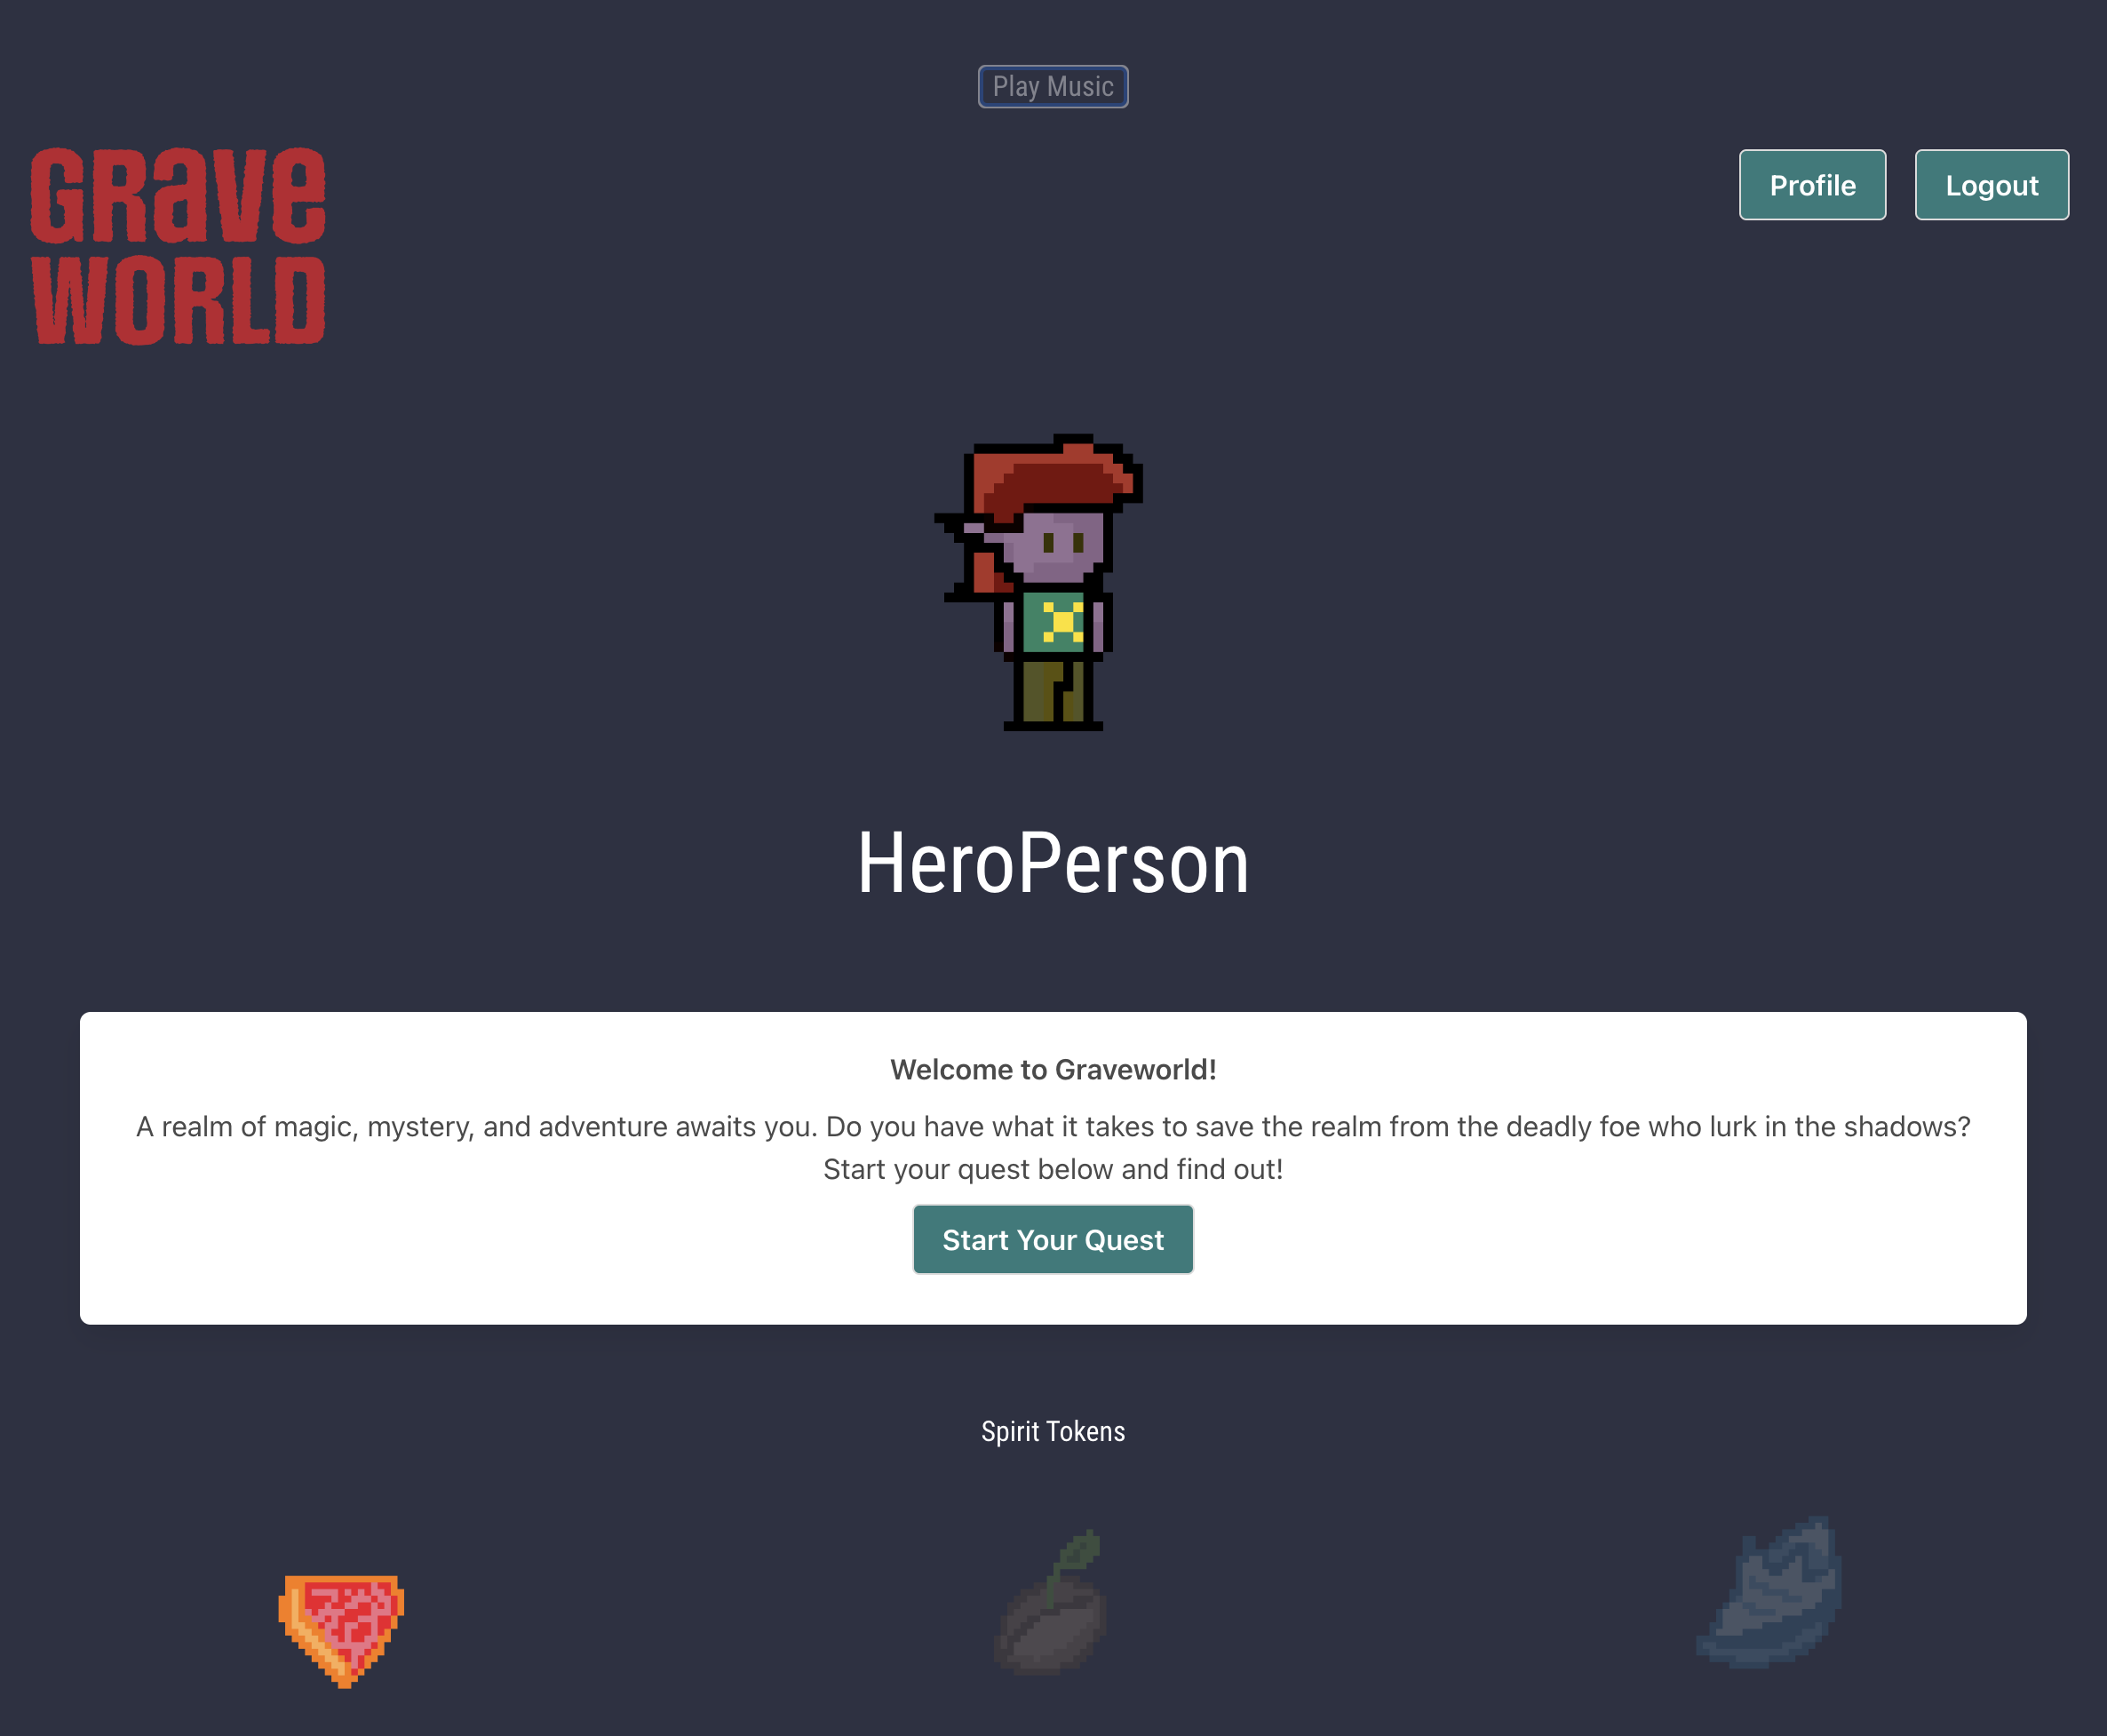 Play Music
GRaVe
WORLD
Profile
Logout
HeroPerson
Welcome to Graveworld!
A realm of magic, mystery, and adventure awaits you. Do you have what it takes to save the realm from the deadly foe who lurk in the shadows?
Start your quest below and find out!
Start Your Quest
Spirit Tokens